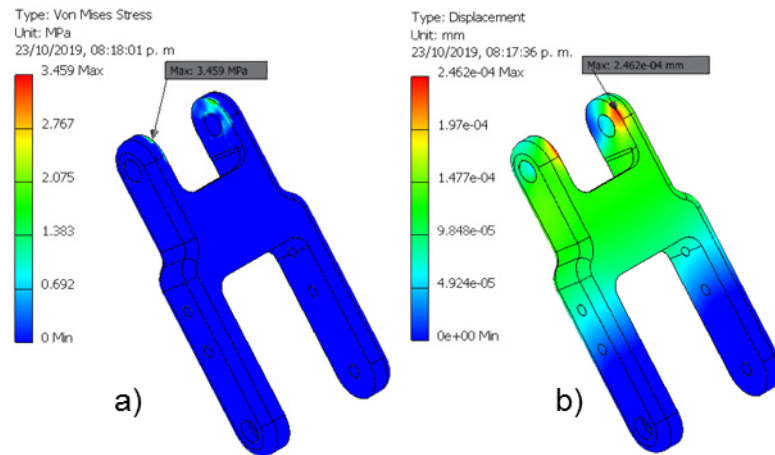 Type: Von Mises Stress
Unit: MPa
23/10/2019, 08:18:01 p. m
3.459 Max
Max: 3.459 MPa
2.767
2.075
1.383
0.692
0 Min
a)
Type: Displacement
Unit: mm
23/10/2019, 08:17:36 p. m.
2.462e-04 Max
Max: 2.462e-04 mm
1.97e-04
1.477e-04
9.848e-05
4.924e-05
0e+00 Min
b)